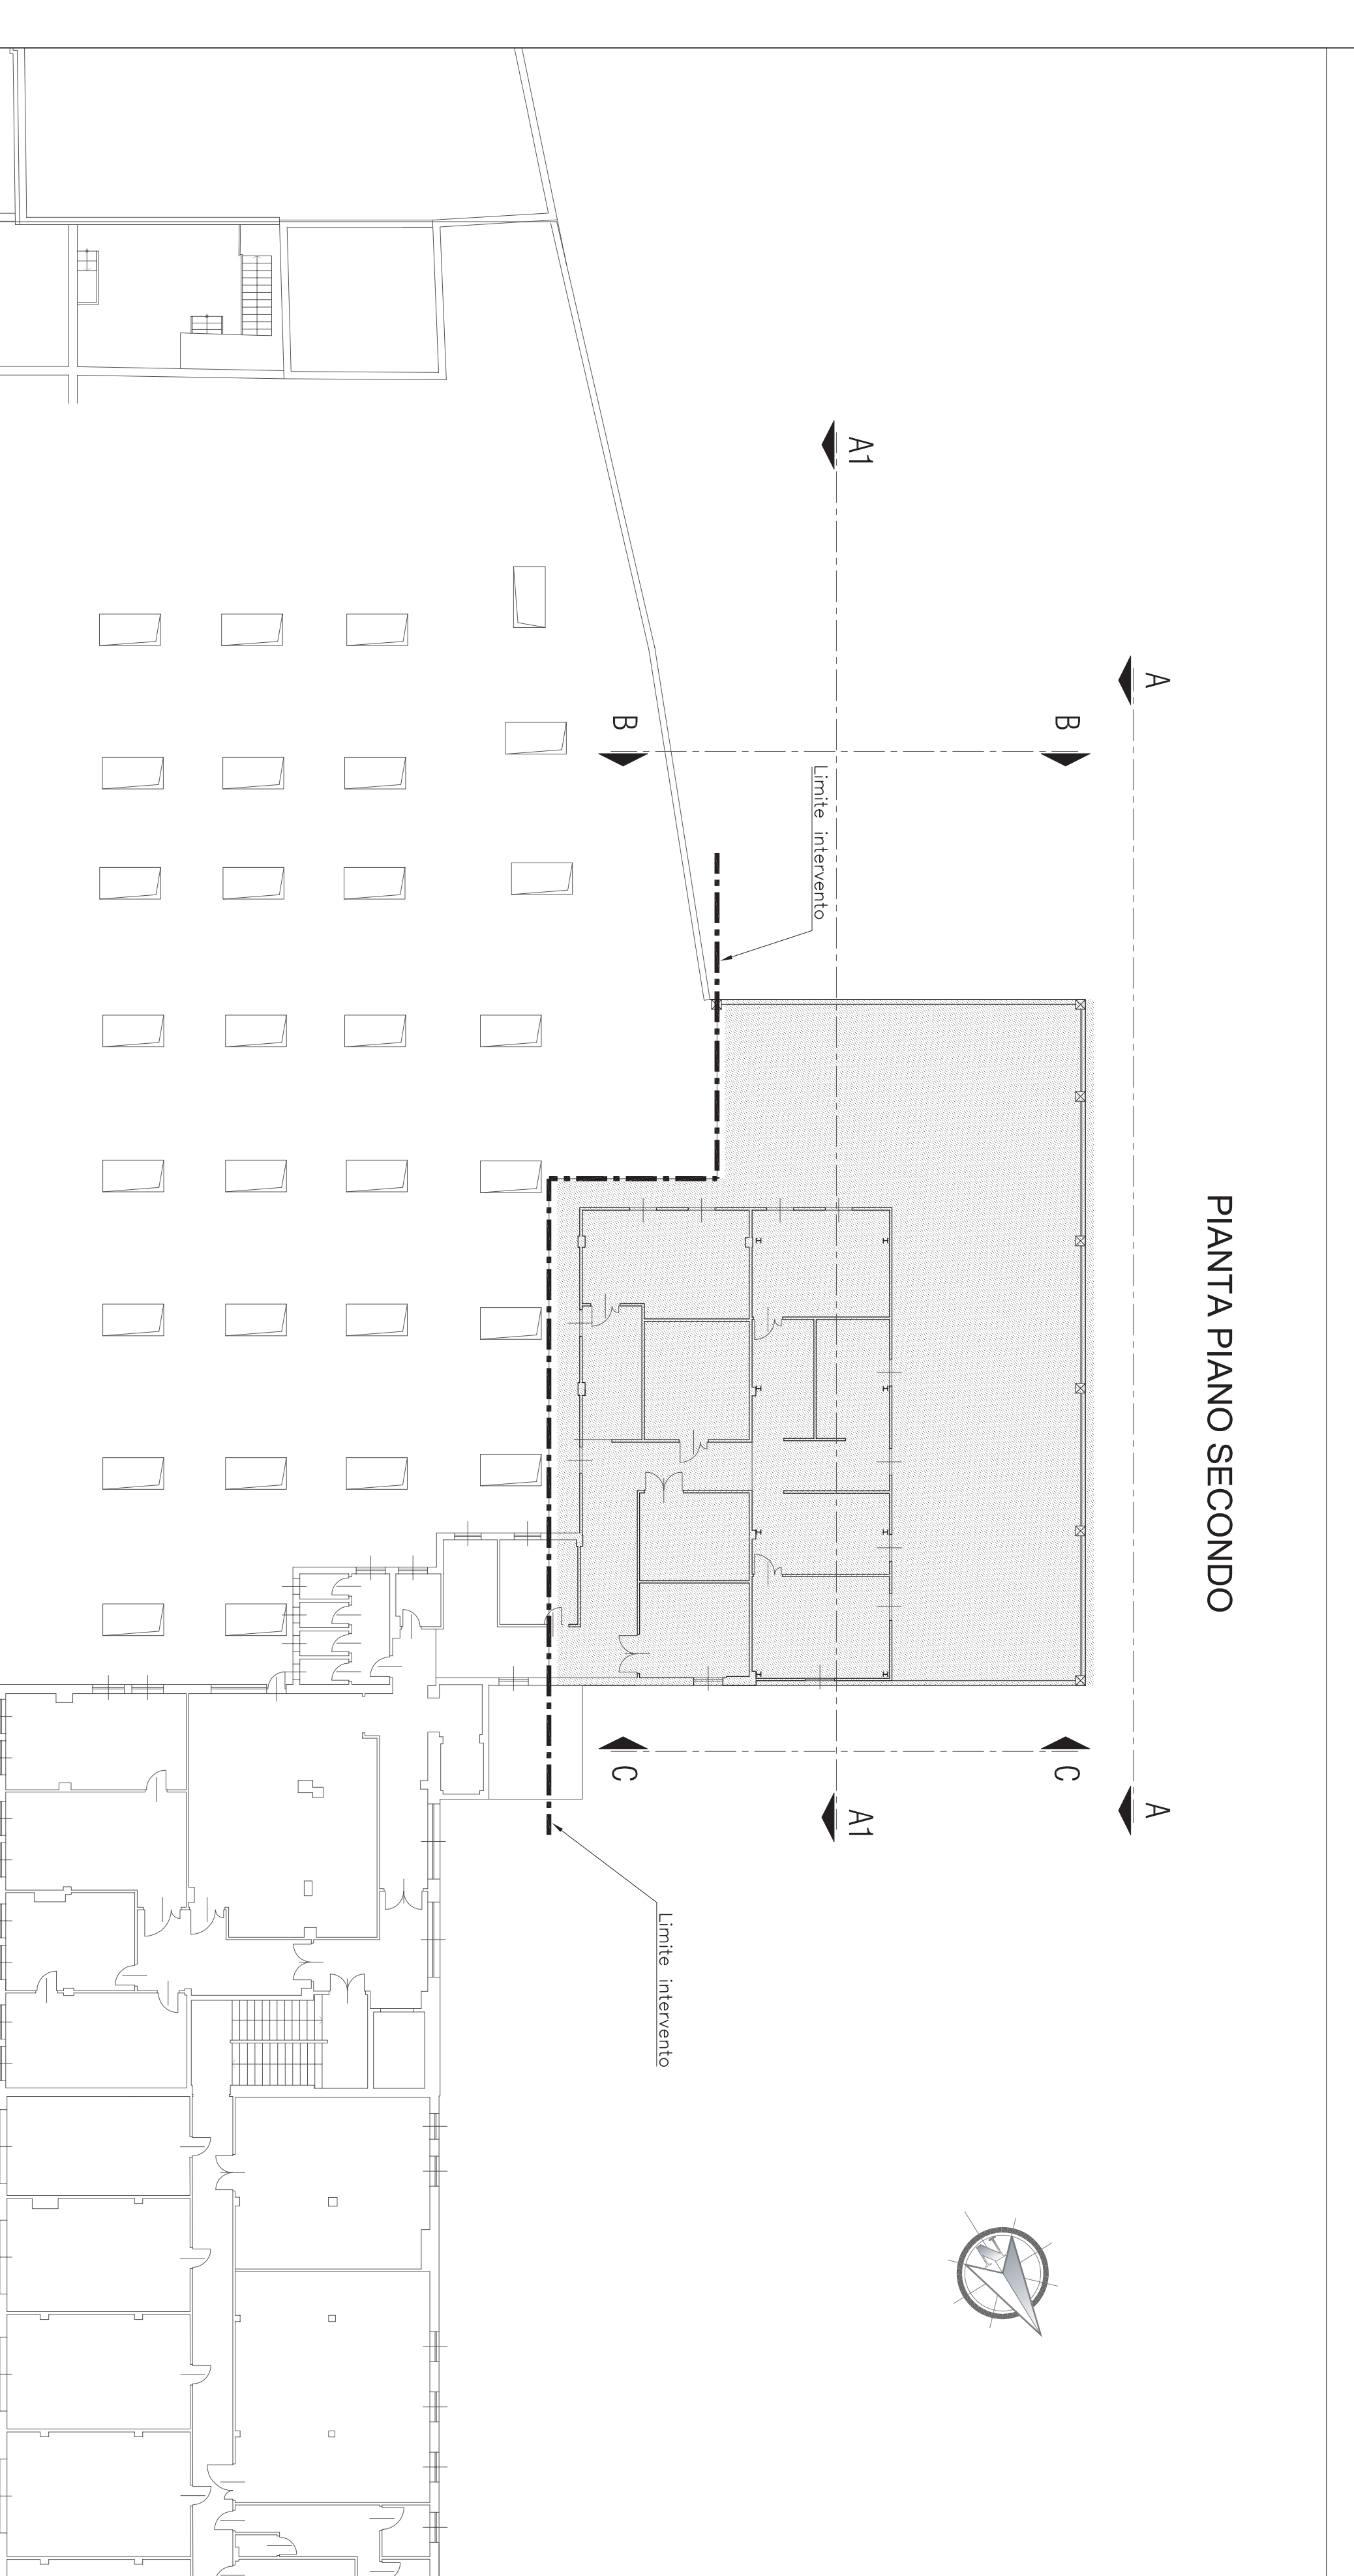 PIANTA PIANO SECONDO
A
A
B
C
A1
A1
Limite intervento
Limite intervento
B
C
N